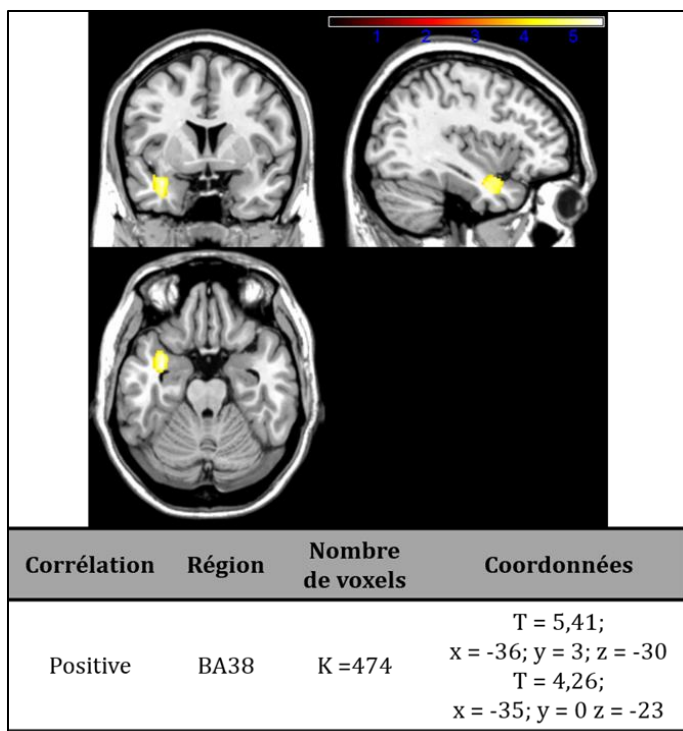 1 2 3 4 5
Corrélation Région Nombre de voxels Coordonnées
Positive BA38 K =474 T = 5,41;
x = -36; y = 3; z = -30
T = 4,26;
x = -35; y = 0 z = -23